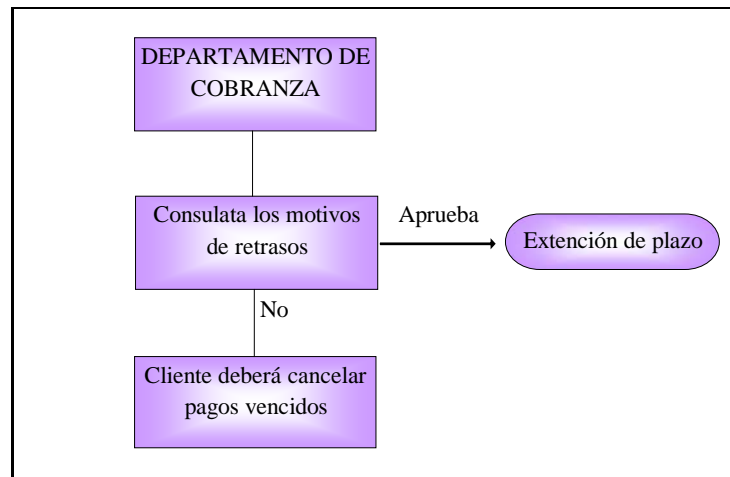 DEPARTAMENTO DE
COBRANZA
Consulata los motivos
de retrasos
Aprueba
Extención de plazo
No
Cliente deberá cancelar
pagos vencidos